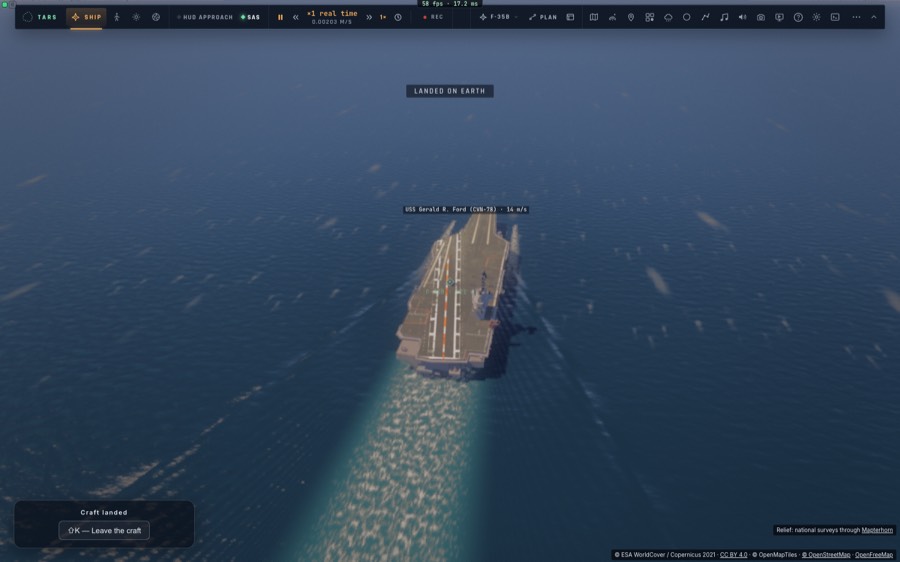 58 fps · 17.2 ms
TARS
SHIP
HUD APPROACH
SAS
×1 real time
0.00203 M/S
1×
REC
F-35B
PLAN
LANDED ON EARTH
USS Gerald R. Ford (CVN-78) · 14 m/s
Craft landed
⇧K — Leave the craft
Relief: national surveys through Mapterhorn
© ESA WorldCover / Copernicus 2021 · CC BY 4.0 · © OpenMapTiles · © OpenStreetMap · OpenFreeMap